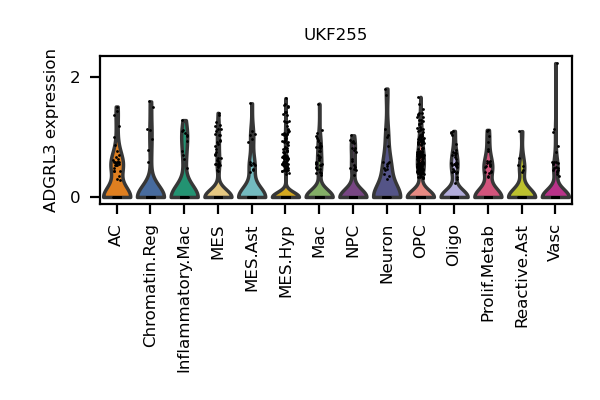 UKF255
ADGRL3 expression
2
0
AC
Chromatin.Reg
Inflammatory.Mac
MES
MES.Ast
MES.Hyp
Mac
NPC
Neuron
OPC
Oligo
Prolif.Metab
Reactive.Ast
Vasc